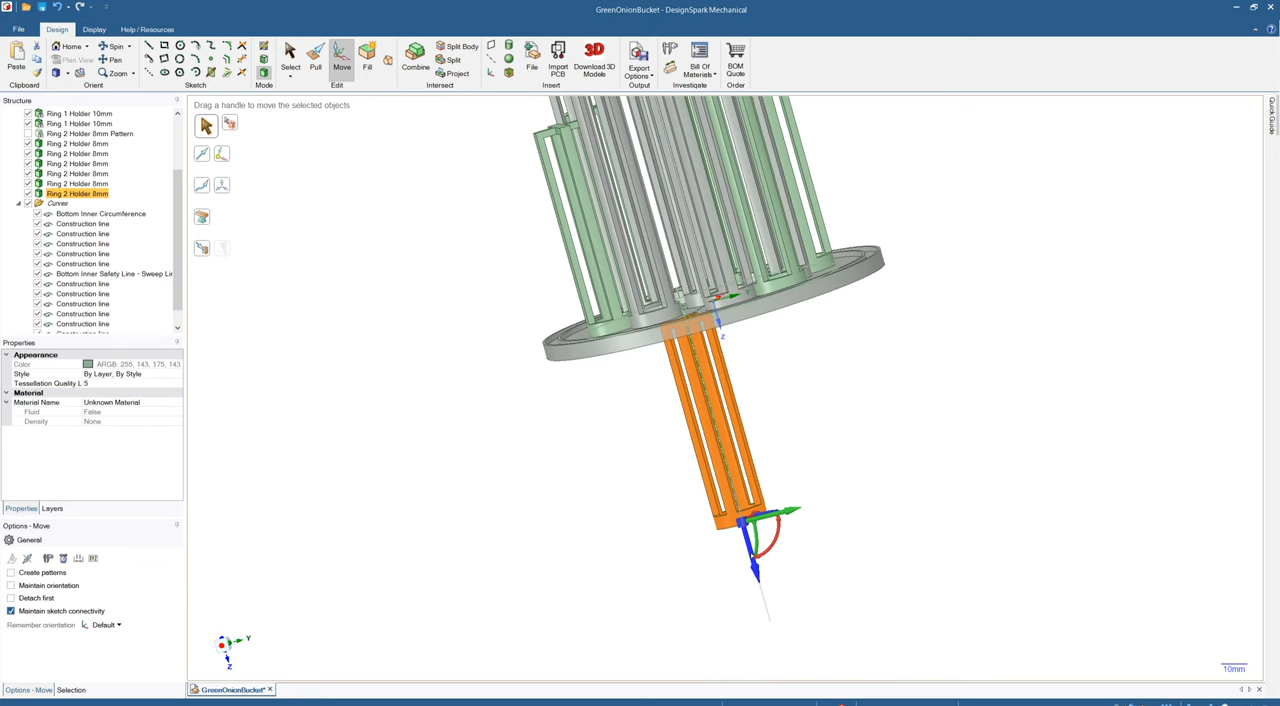 GreenOnionBucket - DesignSpark Mechanical
File
Design
Display
Help / Resources
Paste
Home
Spin
Plan View
Pan
Zoom
Select
Pull
Move
Fill
Combine
Split Body
Split
Project
File
Import PCB
Download 3D Models
Export Options
Bill Of Materials
BOM Quote
Clipboard
Orient
Sketch
Mode
Edit
Intersect
Insert
Output
Investigate
Order
Structure
Ring 1 Holder 10mm
Ring 1 Holder 10mm
Ring 2 Holder 8mm Pattern
Ring 2 Holder 8mm
Ring 2 Holder 8mm
Ring 2 Holder 8mm
Ring 2 Holder 8mm
Ring 2 Holder 8mm
Ring 2 Holder 8mm
Curves
Bottom Inner Circumference
Construction line
Construction line
Construction line
Construction line
Construction line
Bottom Inner Safety Line - Sweep Lin
Construction line
Construction line
Construction line
Construction line
Construction line
Properties
Appearance
Color ARGB: 255, 143, 175, 143
Style By Layer, By Style
Tessellation Quality L 5
Material
Material Name Unknown Material
Fluid False
Density None
Properties Layers
Options - Move
General
Create patterns
Maintain orientation
Detach first
Maintain sketch connectivity
Remember orientation Default
Options - Move Selection
Drag a handle to move the selected objects
Z
Y
Z
10mm
GreenOnionBucket*
Quick Guide